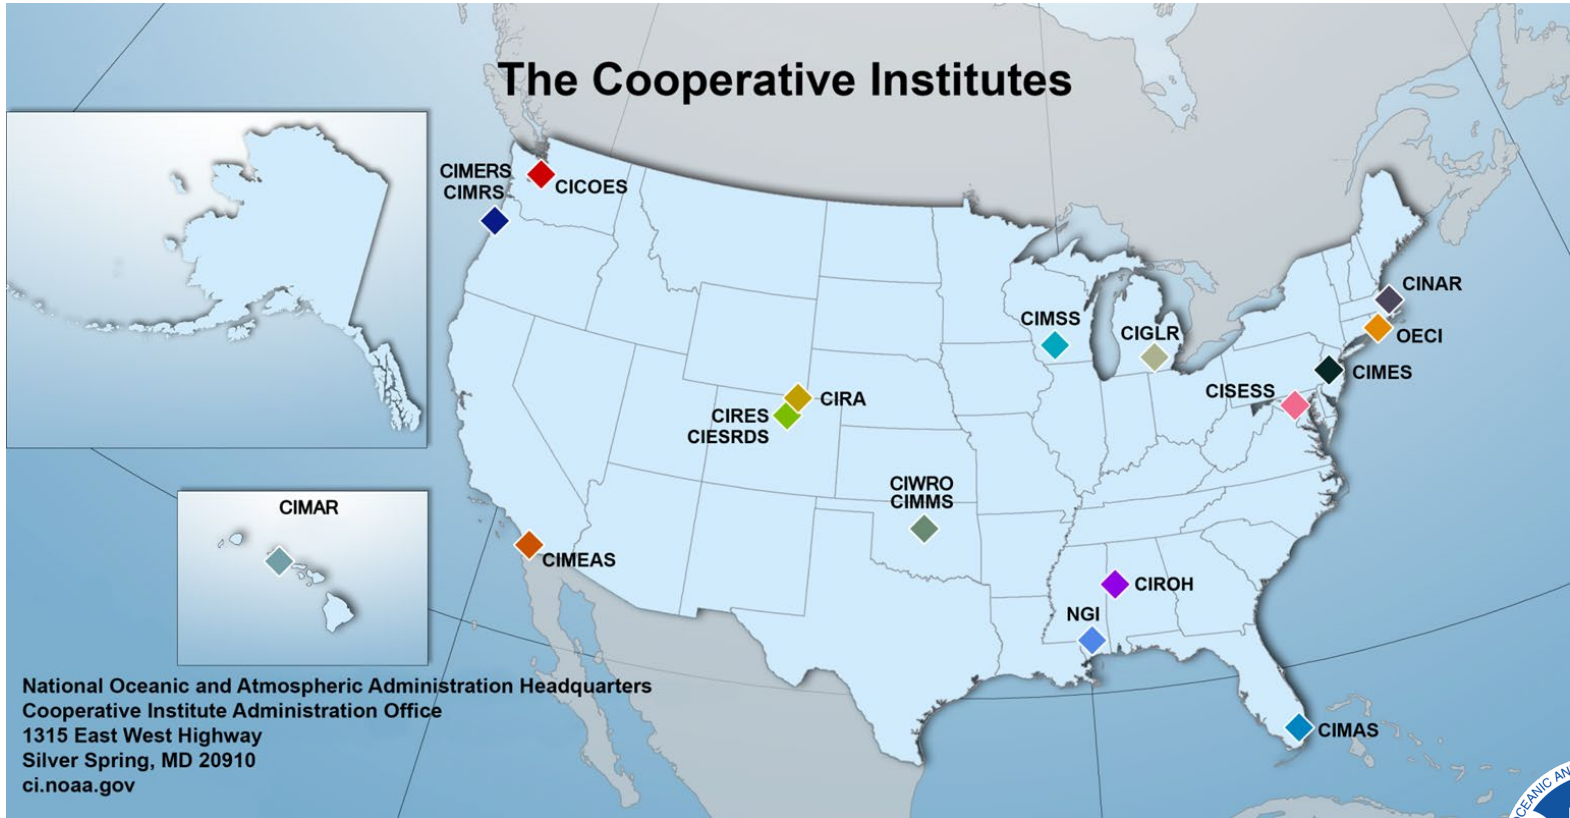 The Cooperative Institutes
CIMERS
CIMRS
CICOES
CINAR
OECI
CIMSS
CIGLR
CIMES
CISESS
CIRA
CIRES
CIESRDS
CIWRO
CIMMS
CIMAR
CIMEAS
CIROH
NGI
CIMAS
National Oceanic and Atmospheric Administration Headquarters
Cooperative Institute Administration Office
1315 East West Highway
Silver Spring, MD 20910
ci.noaa.gov
OCEANIC AN